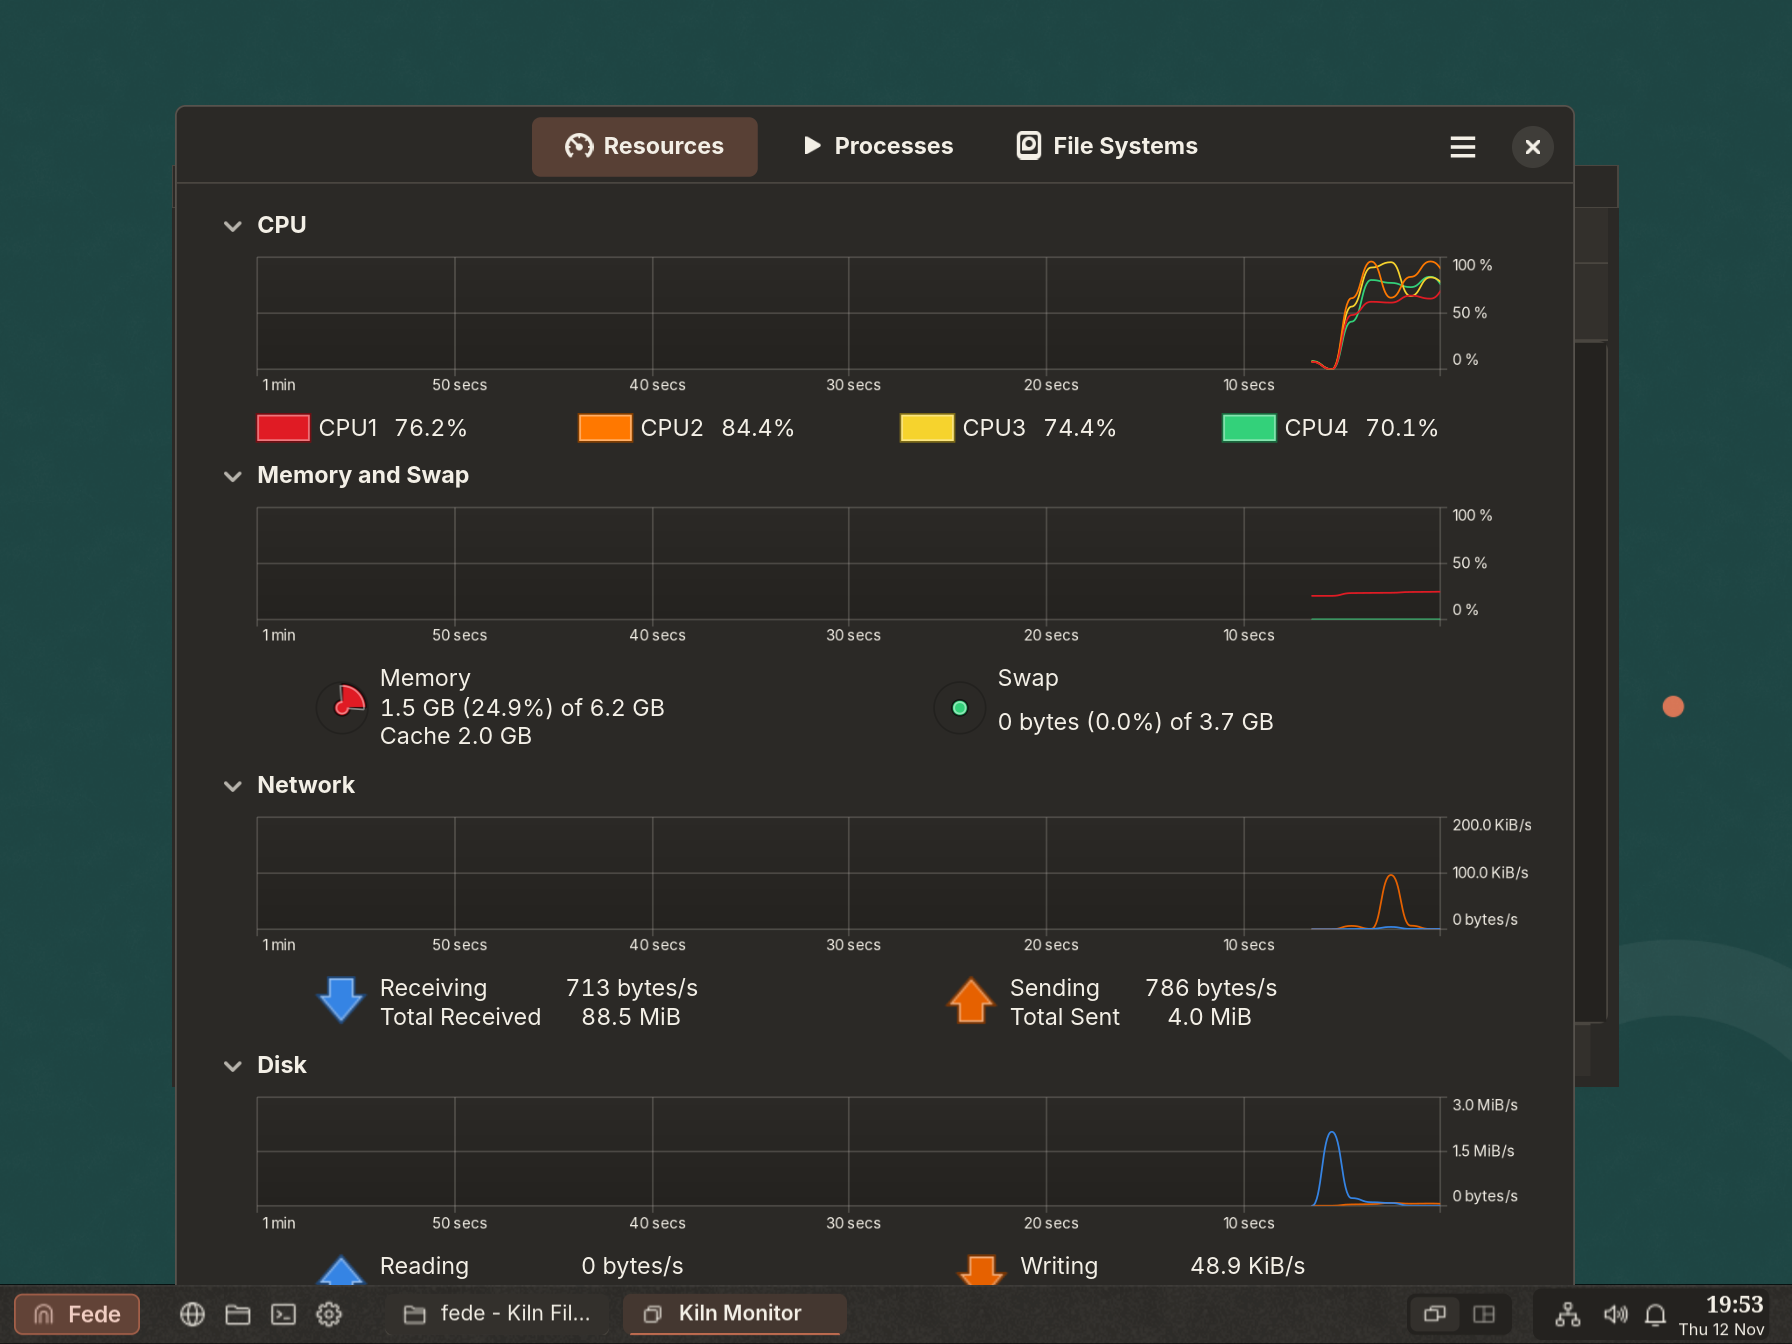 Resources Processes File Systems
CPU
100 %
50 %
0 %
1 min 50 secs 40 secs 30 secs 20 secs 10 secs
CPU1 76.2% CPU2 84.4% CPU3 74.4% CPU4 70.1%
Memory and Swap
100 %
50 %
0 %
1 min 50 secs 40 secs 30 secs 20 secs 10 secs
Memory
1.5 GB (24.9%) of 6.2 GB
Cache 2.0 GB
Swap
0 bytes (0.0%) of 3.7 GB
Network
200.0 KiB/s
100.0 KiB/s
0 bytes/s
1 min 50 secs 40 secs 30 secs 20 secs 10 secs
Receiving 713 bytes/s
Total Received 88.5 MiB
Sending 786 bytes/s
Total Sent 4.0 MiB
Disk
3.0 MiB/s
1.5 MiB/s
0 bytes/s
1 min 50 secs 40 secs 30 secs 20 secs 10 secs
Reading 0 bytes/s
Writing 48.9 KiB/s
Fede
fede - Kiln Fil...
Kiln Monitor
19:53
Thu 12 Nov